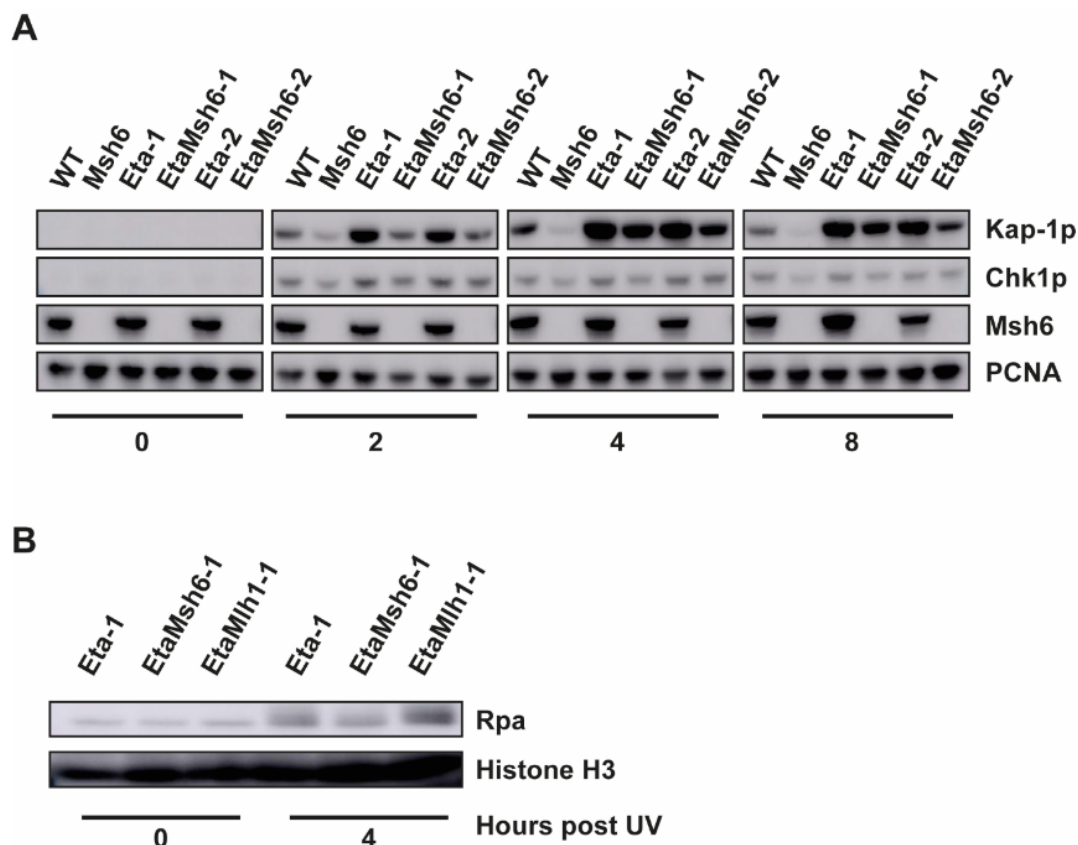 A
WT Msh6 Eta-1 EtaMsh6-1 Eta-2 EtaMsh6-2 WT Msh6 Eta-1 EtaMsh6-1 Eta-2 EtaMsh6-2 WT Msh6 Eta-1 EtaMsh6-1 Eta-2 EtaMsh6-2 WT Msh6 Eta-1 EtaMsh6-1 Eta-2 EtaMsh6-2
Kap-1p
Chk1p
Msh6
PCNA
0 2 4 8
B
Eta-1 EtaMsh6-1 EtaMlh1-1 Eta-1 EtaMsh6-1 EtaMlh1-1
Rpa
Histone H3
0 4 Hours post UV